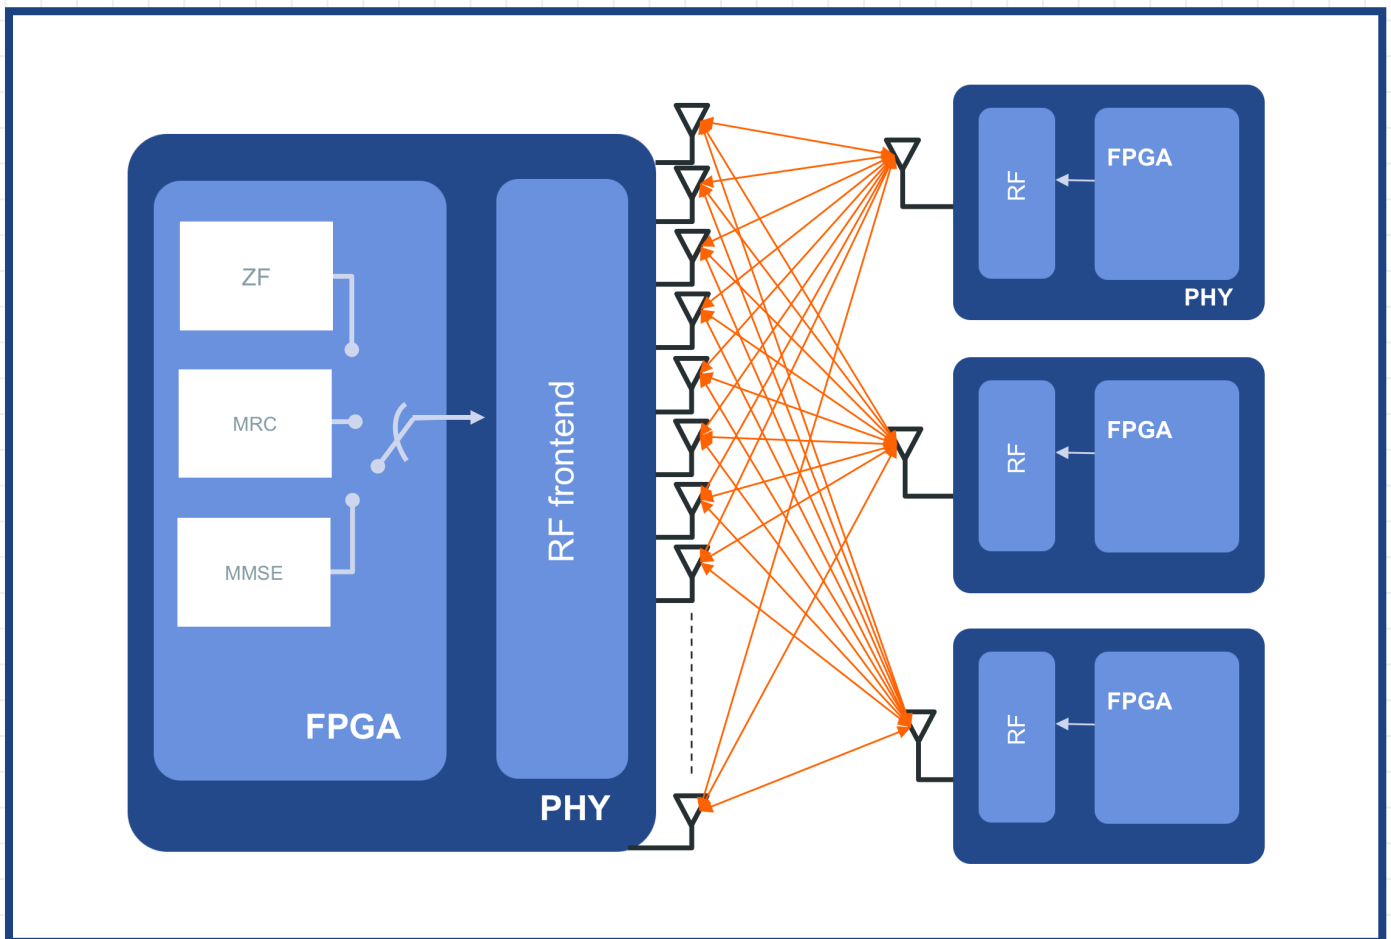 ZF
MRC
MMSE
FPGA
RF frontend
PHY
RF
FPGA
PHY
RF
FPGA
RF
FPGA